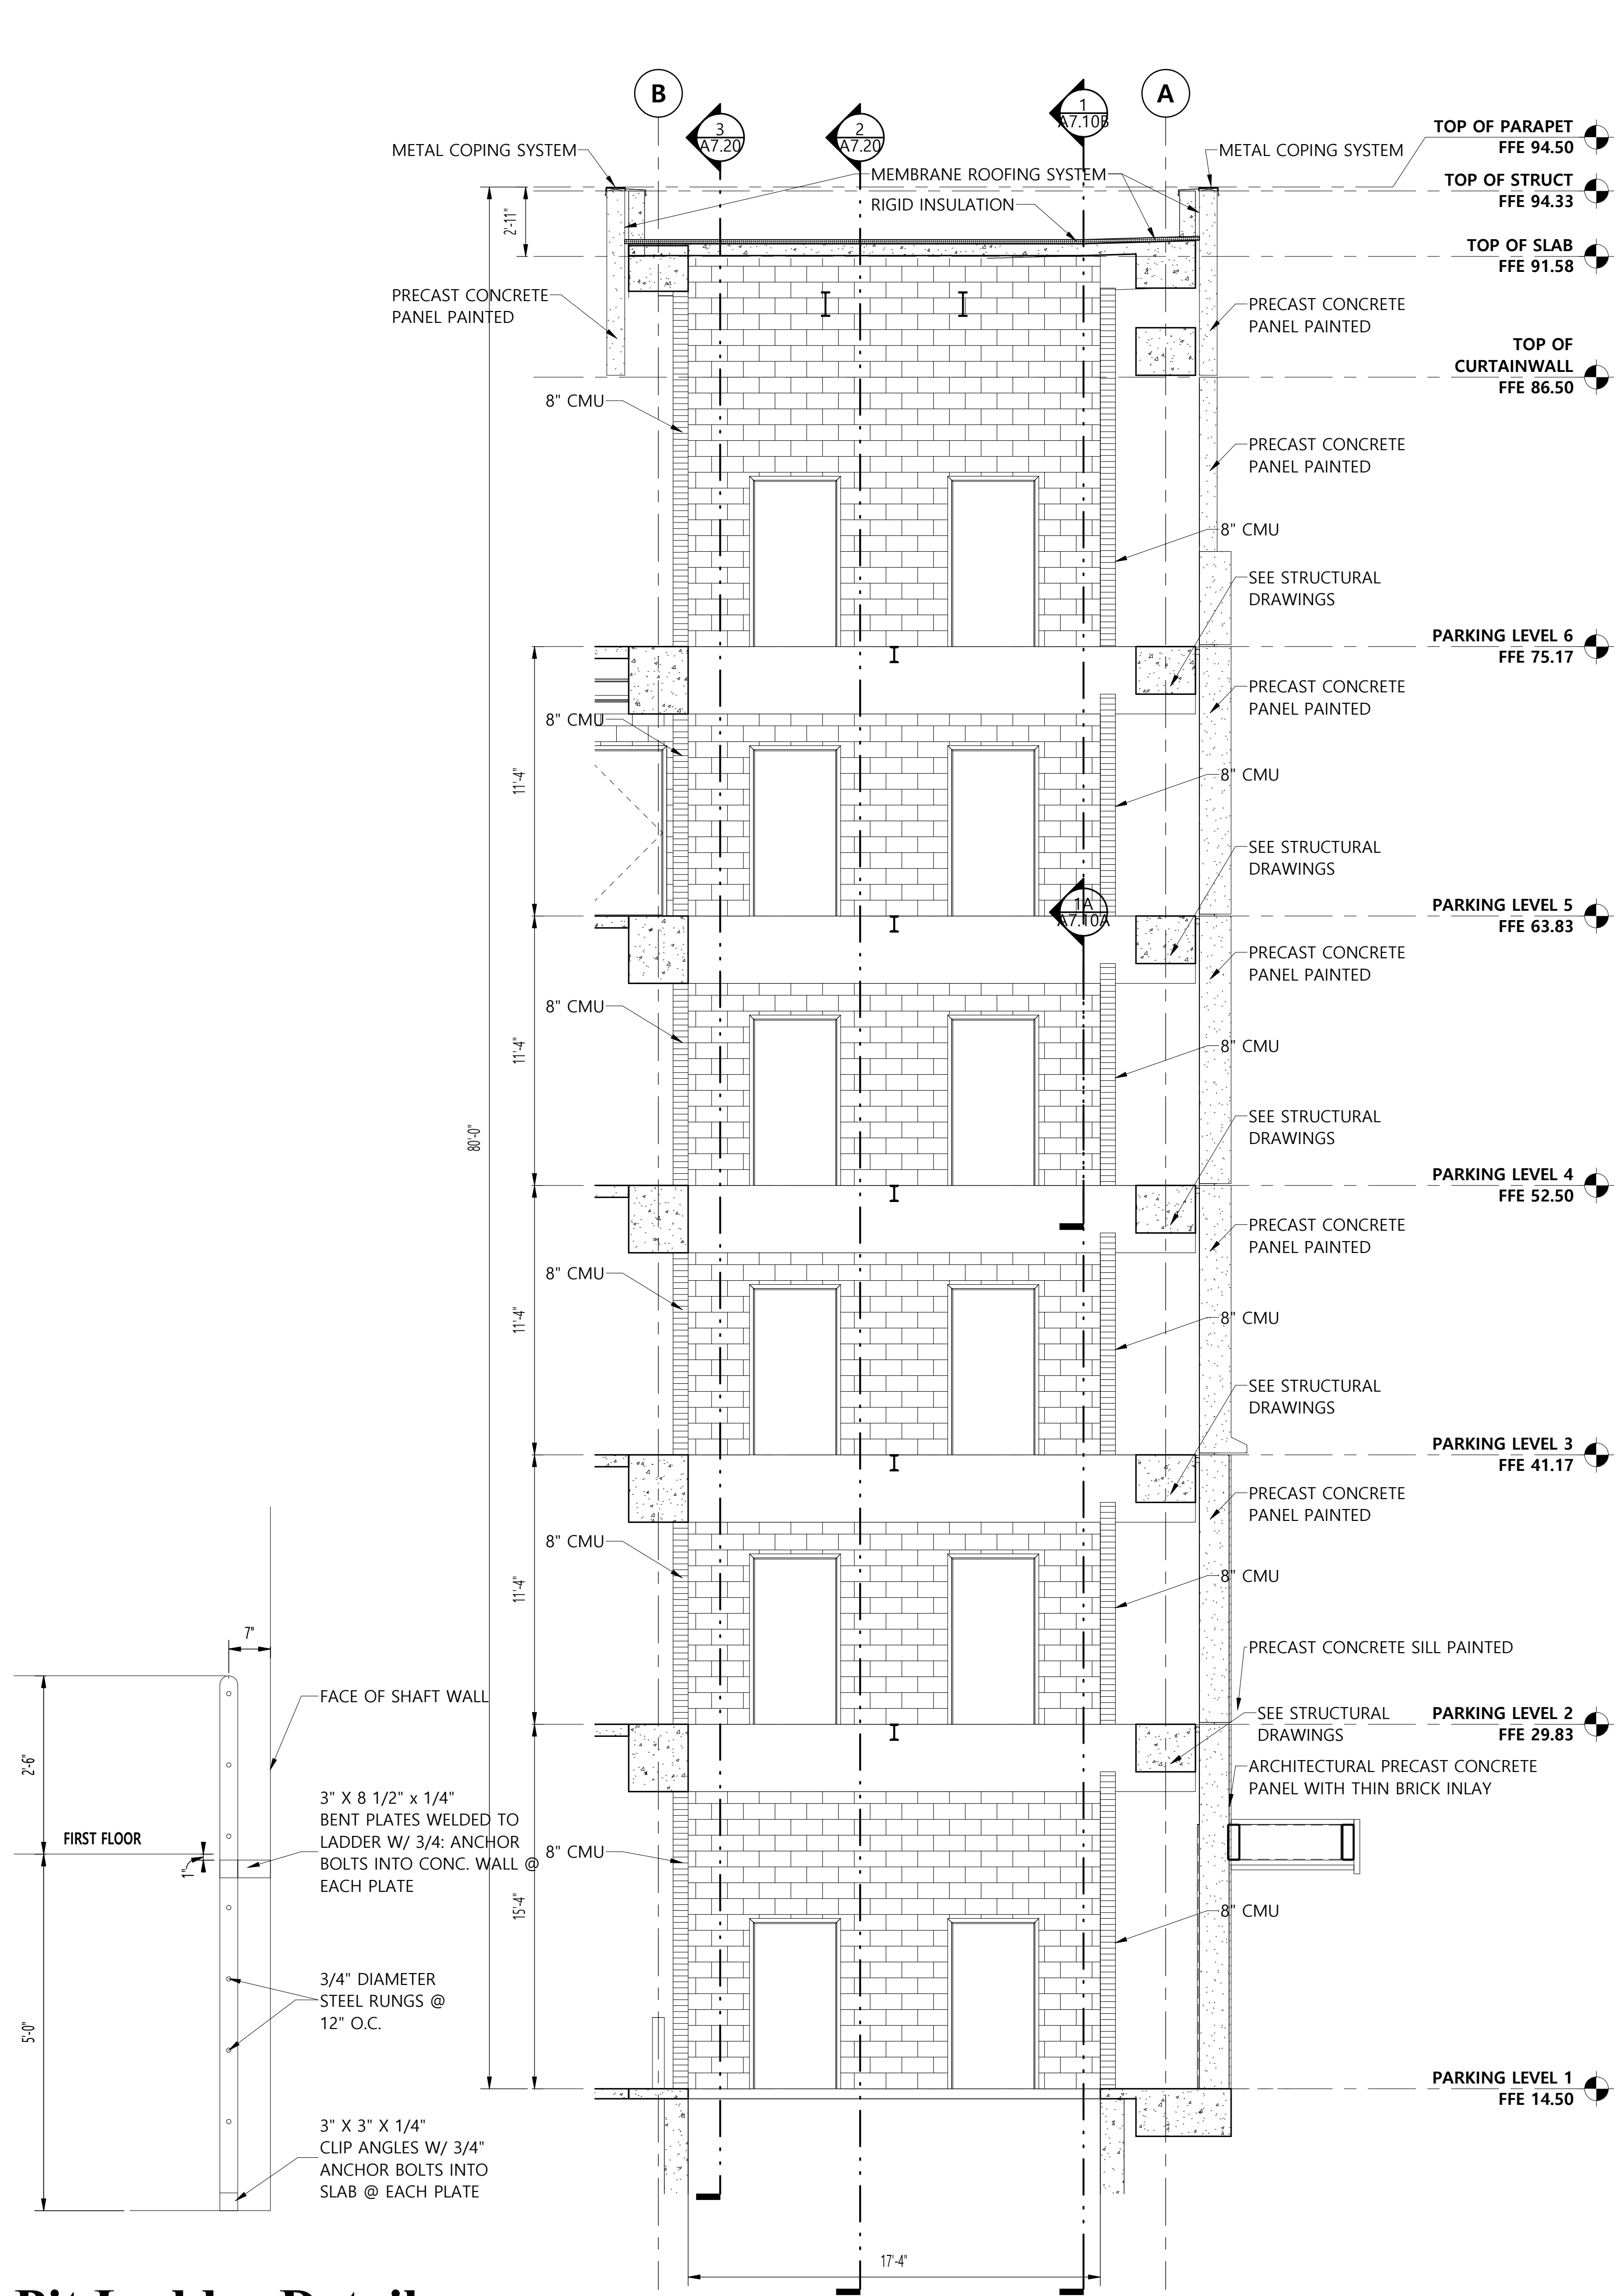 B
A
3
A7.20
2
A7.20
1
A7.10B
TOP OF PARAPET
FFE 94.50
METAL COPING SYSTEM
METAL COPING SYSTEM
MEMBRANE ROOFING SYSTEM
TOP OF STRUCT
FFE 94.33
RIGID INSULATION
2'-11"
TOP OF SLAB
FFE 91.58
PRECAST CONCRETE
PANEL PAINTED
PRECAST CONCRETE
PANEL PAINTED
TOP OF
CURTAINWALL
FFE 86.50
8" CMU
PRECAST CONCRETE
PANEL PAINTED
8" CMU
SEE STRUCTURAL
DRAWINGS
PARKING LEVEL 6
FFE 75.17
PRECAST CONCRETE
PANEL PAINTED
8" CMU
8" CMU
11'-4"
SEE STRUCTURAL
DRAWINGS
1A
A7.10A
PARKING LEVEL 5
FFE 63.83
PRECAST CONCRETE
PANEL PAINTED
8" CMU
8" CMU
11'-4"
SEE STRUCTURAL
DRAWINGS
80'-0"
PARKING LEVEL 4
FFE 52.50
PRECAST CONCRETE
PANEL PAINTED
8" CMU
8" CMU
11'-4"
SEE STRUCTURAL
DRAWINGS
PARKING LEVEL 3
FFE 41.17
PRECAST CONCRETE
PANEL PAINTED
8" CMU
8" CMU
11'-4"
PRECAST CONCRETE SILL PAINTED
SEE STRUCTURAL
DRAWINGS
PARKING LEVEL 2
FFE 29.83
ARCHITECTURAL PRECAST CONCRETE
PANEL WITH THIN BRICK INLAY
8" CMU
8" CMU
15'-4"
PARKING LEVEL 1
FFE 14.50
17'-4"
7"
FACE OF SHAFT WALL
2'-6"
3" X 8 1/2" x 1/4"
BENT PLATES WELDED TO
LADDER W/ 3/4: ANCHOR
BOLTS INTO CONC. WALL @
EACH PLATE
FIRST FLOOR
1"
3/4" DIAMETER
STEEL RUNGS @
12" O.C.
5'-0"
3" X 3" X 1/4"
CLIP ANGLES W/ 3/4"
ANCHOR BOLTS INTO
SLAB @ EACH PLATE